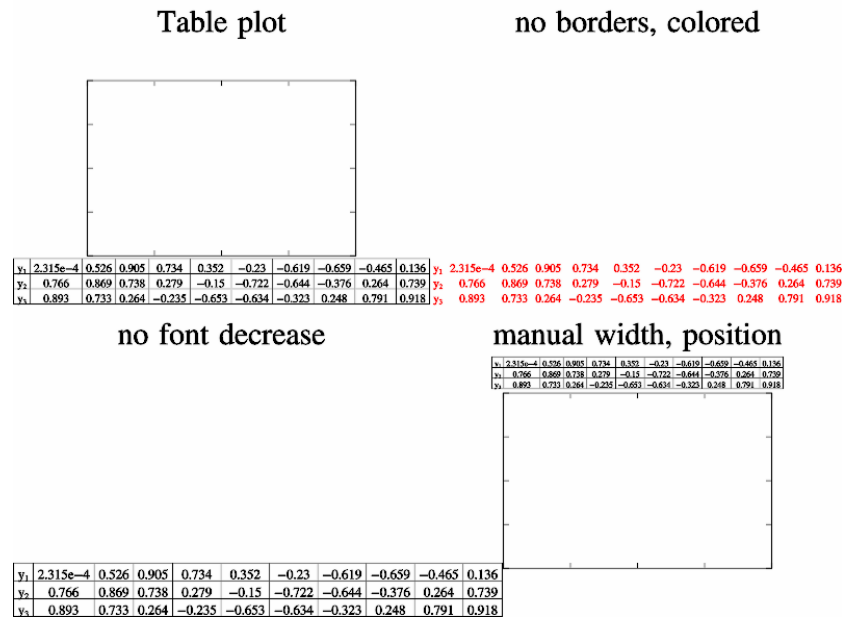 Table plot
no borders, colored
y₁ 2.315e−4 0.526 0.905 0.734 0.352 −0.23 −0.619 −0.659 −0.465 0.136
y₂ 0.766 0.869 0.738 0.279 −0.15 −0.722 −0.644 −0.376 0.264 0.739
y₃ 0.893 0.733 0.264 −0.235 −0.653 −0.634 −0.323 0.248 0.791 0.918
y₁ 2.315e−4 0.526 0.905 0.734 0.352 −0.23 −0.619 −0.659 −0.465 0.136
y₂ 0.766 0.869 0.738 0.279 −0.15 −0.722 −0.644 −0.376 0.264 0.739
y₃ 0.893 0.733 0.264 −0.235 −0.653 −0.634 −0.323 0.248 0.791 0.918
no font decrease
manual width, position
y₁ 2.315e−4 0.526 0.905 0.734 0.352 −0.23 −0.619 −0.659 −0.465 0.136
y₂ 0.766 0.869 0.738 0.279 −0.15 −0.722 −0.644 −0.376 0.264 0.739
y₃ 0.893 0.733 0.264 −0.235 −0.653 −0.634 −0.323 0.248 0.791 0.918
y₁ 2.315e−4 0.526 0.905 0.734 0.352 −0.23 −0.619 −0.659 −0.465 0.136
y₂ 0.766 0.869 0.738 0.279 −0.15 −0.722 −0.644 −0.376 0.264 0.739
y₃ 0.893 0.733 0.264 −0.235 −0.653 −0.634 −0.323 0.248 0.791 0.918